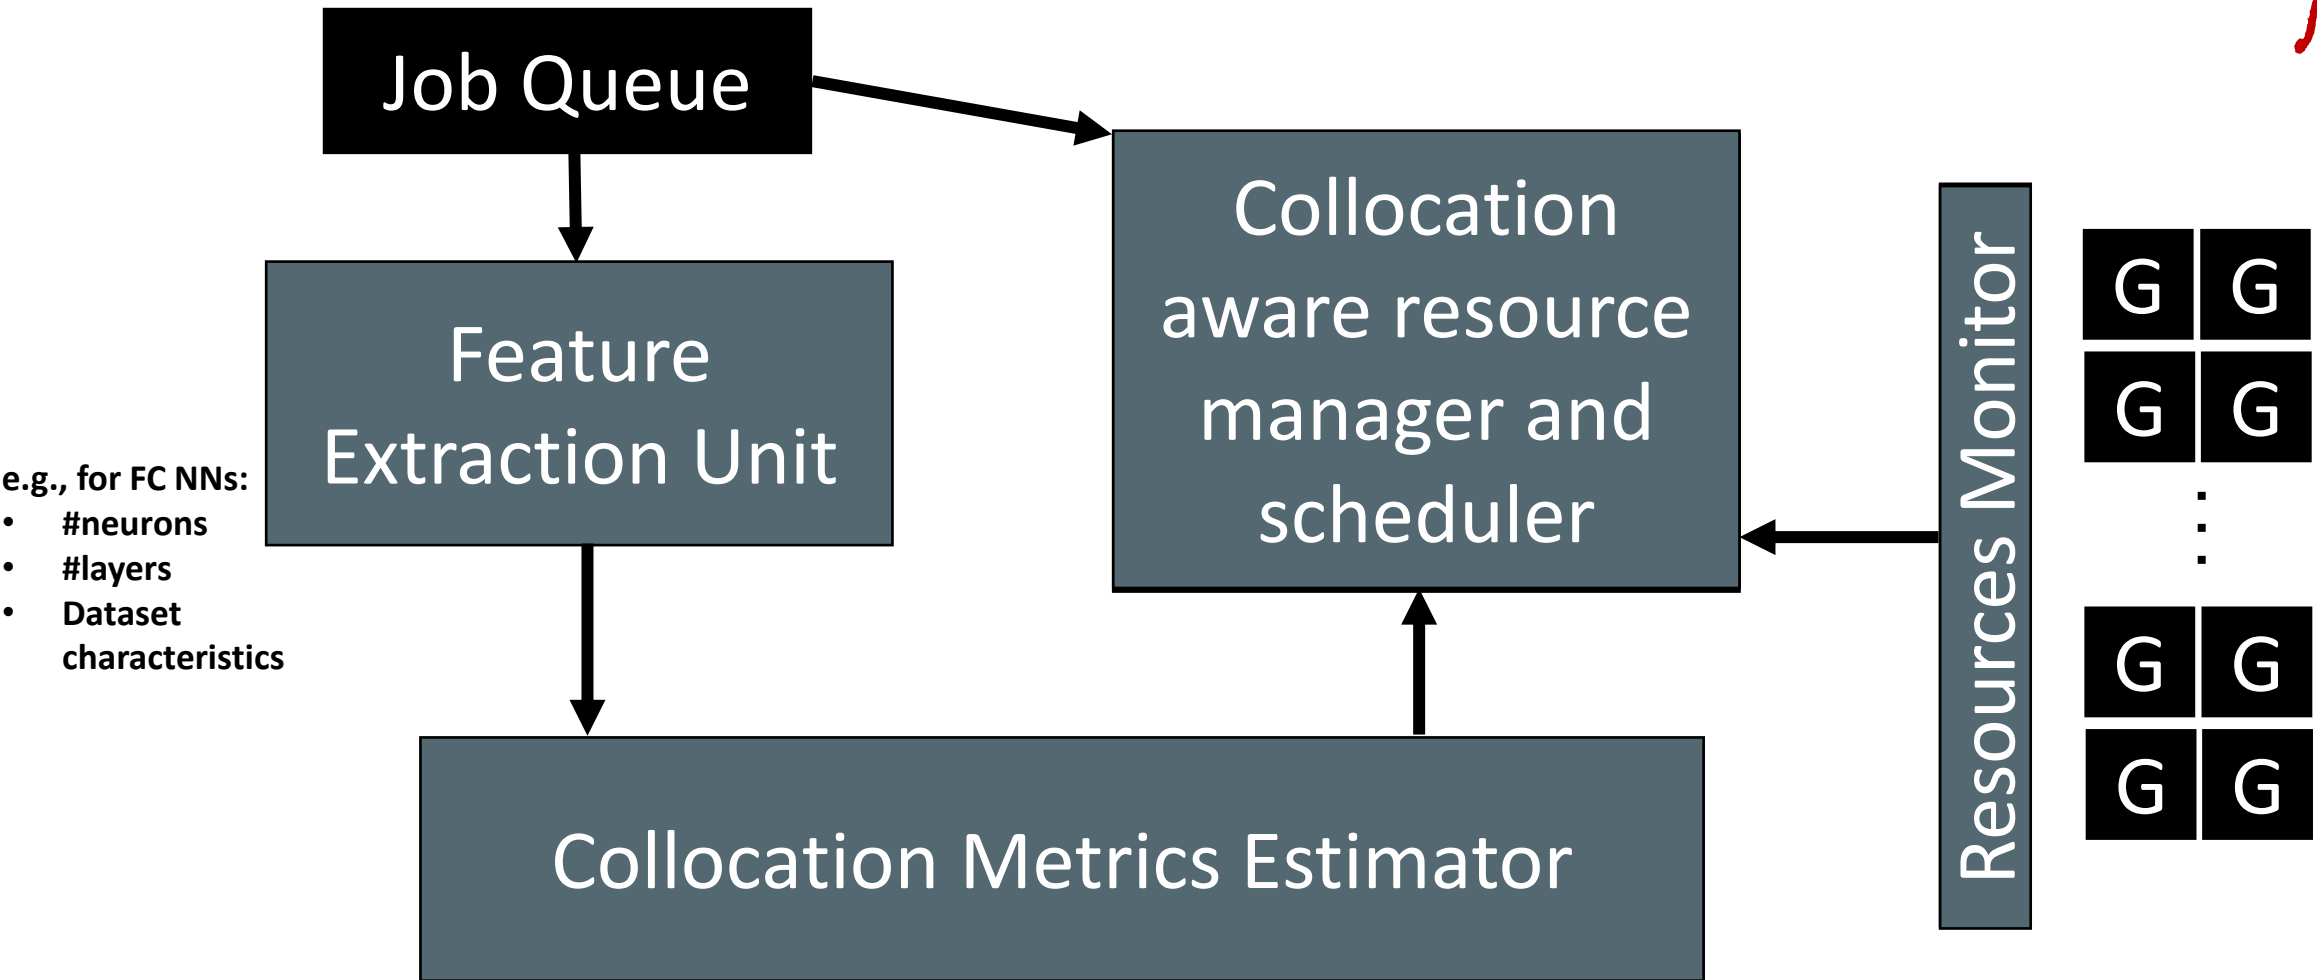 Job Queue
Feature
Extraction Unit
e.g., for FC NNs:
• #neurons
• #layers
• Dataset
characteristics
Collocation
aware resource
manager and
scheduler
Collocation Metrics Estimator
Resources Monitor
G G
G G
⋮
G G
G G